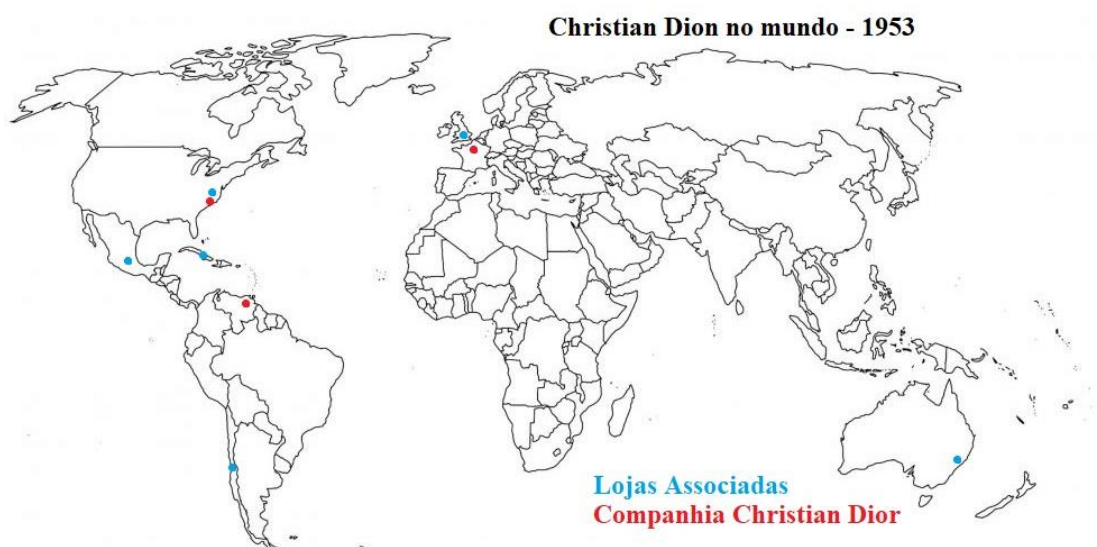 Christian Dion no mundo - 1953
Lojas Associadas
Companhia Christian Dior